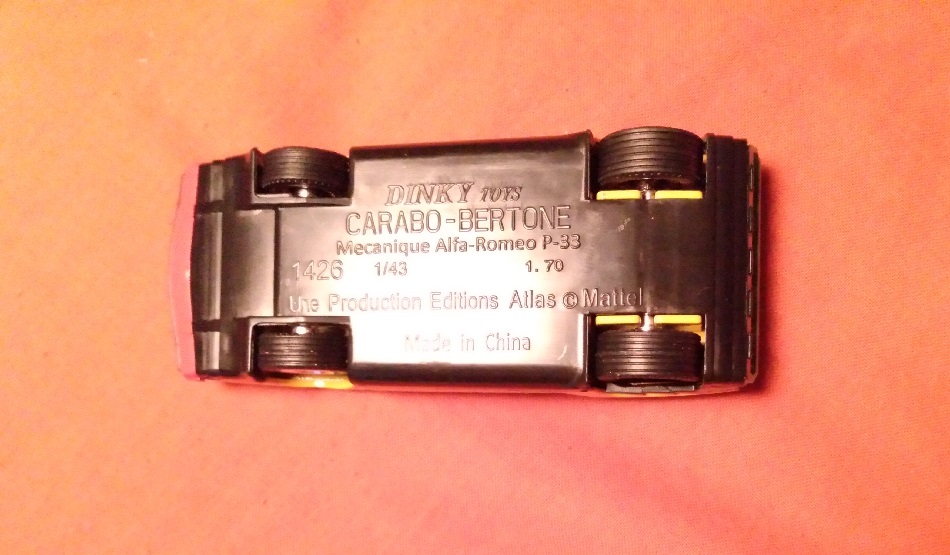 DINKY TOYS
CARABO-BERTONE
Mecanique Alfa-Romeo P-33
1426 1/43 1.70
Une Production Editions Atlas © Mattel
Made in China